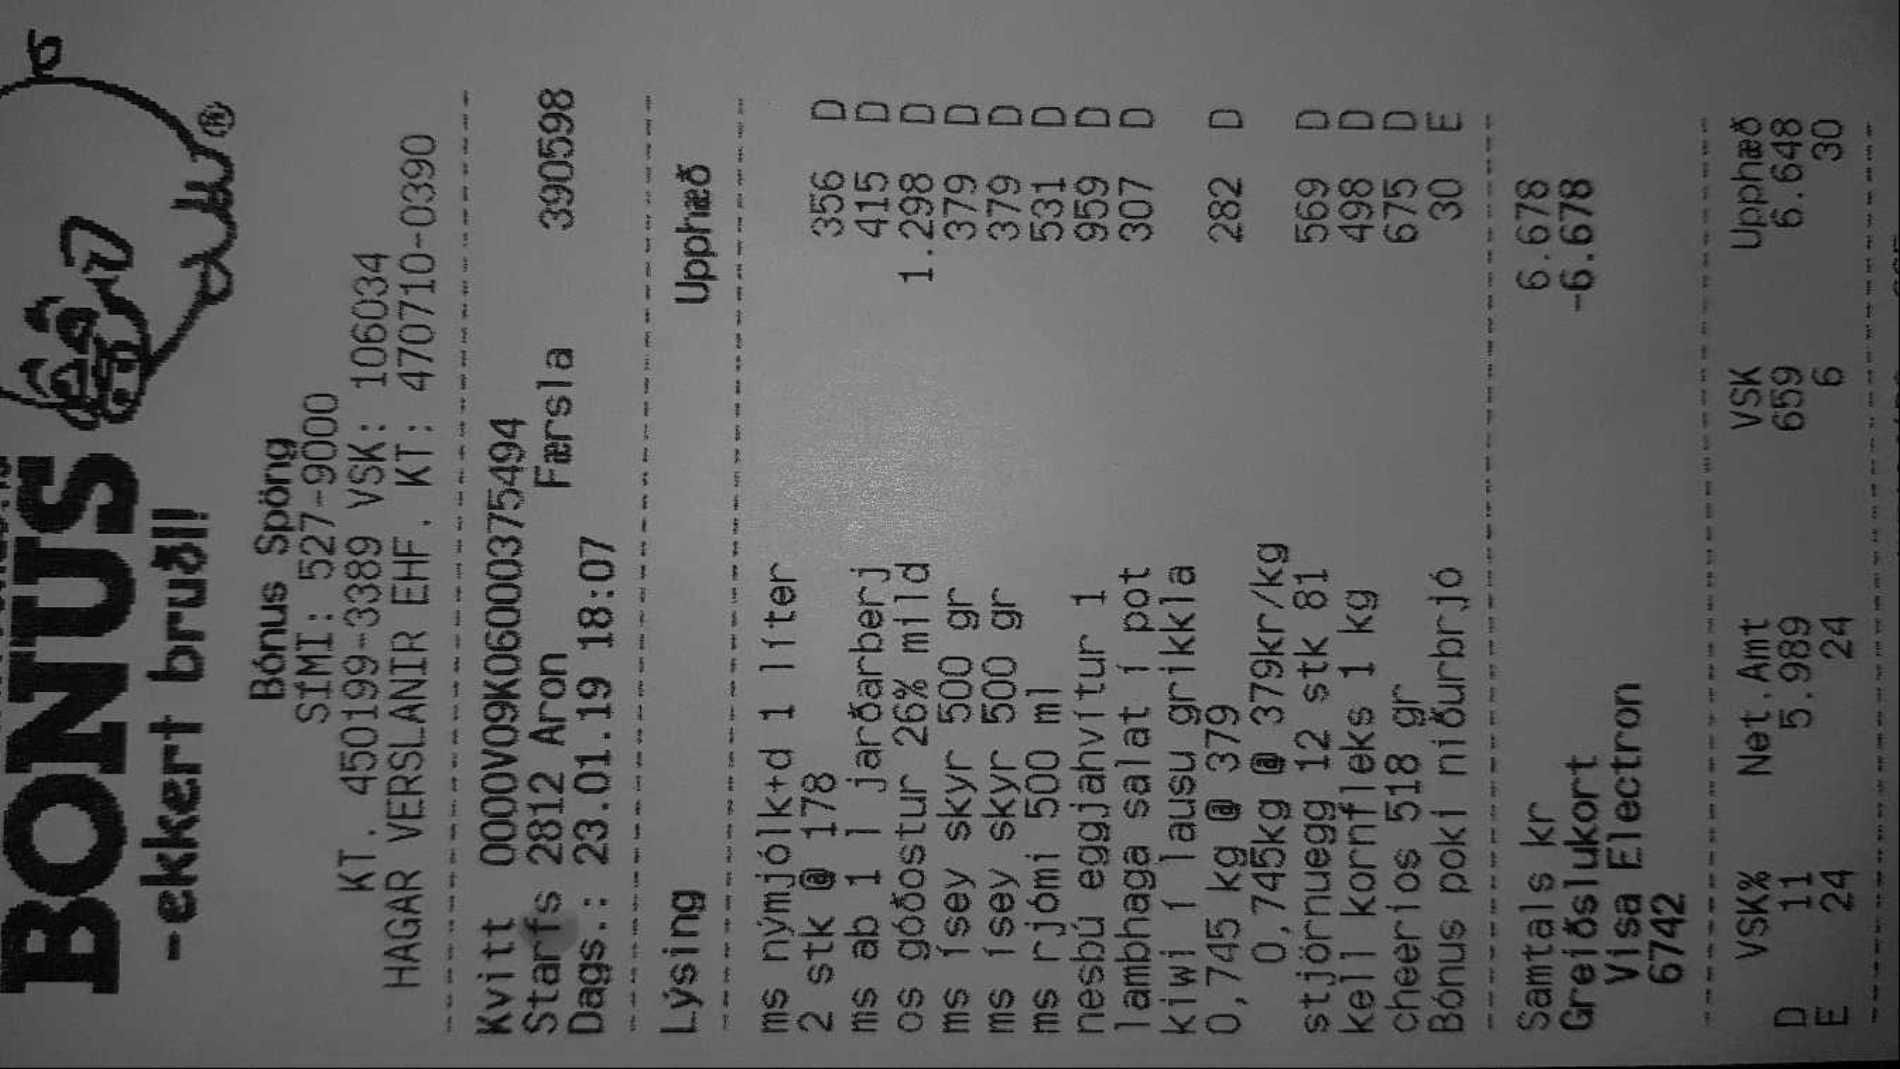 BONUS
-ekkert bruðl!
Bónus Spöng
SÍMI: 527-9000
KT. 450199-3389 VSK: 106034
HAGAR VERSLANIR EHF. KT: 470710-0390
Kvitt 0000V09K06000375494
Starfs 2812 Aron Færsla 390598
Dags.: 23.01.19 18:07
Lýsing Upphæð
ms nýmjólk+d 1 líter
2 stk @ 178 356 D
ms ab 1 l jarðarberj 415 D
os góðostur 26% mild 1.298 D
ms ísey skyr 500 gr 379 D
ms ísey skyr 500 gr 379 D
ms rjómi 500 ml 531 D
nesbú eggjahvítur 1 959 D
lambhaga salat í pot 307 D
kiwi í lausu grikkla
0,745 kg @ 379 282 D
0,745kg @ 379kr/kg
stjörnuegg 12 stk 81 569 D
kell kornfleks 1 kg 498 D
cheerios 518 gr 675 D
Bónus poki niðurbrjó 30 E
Samtals kr 6.678
Greiðslukort -6.678
Visa Electron
6742
VSK% Net.Amt VSK Upphæð
D 11 5.989 659 6.648
E 24 24 6 30